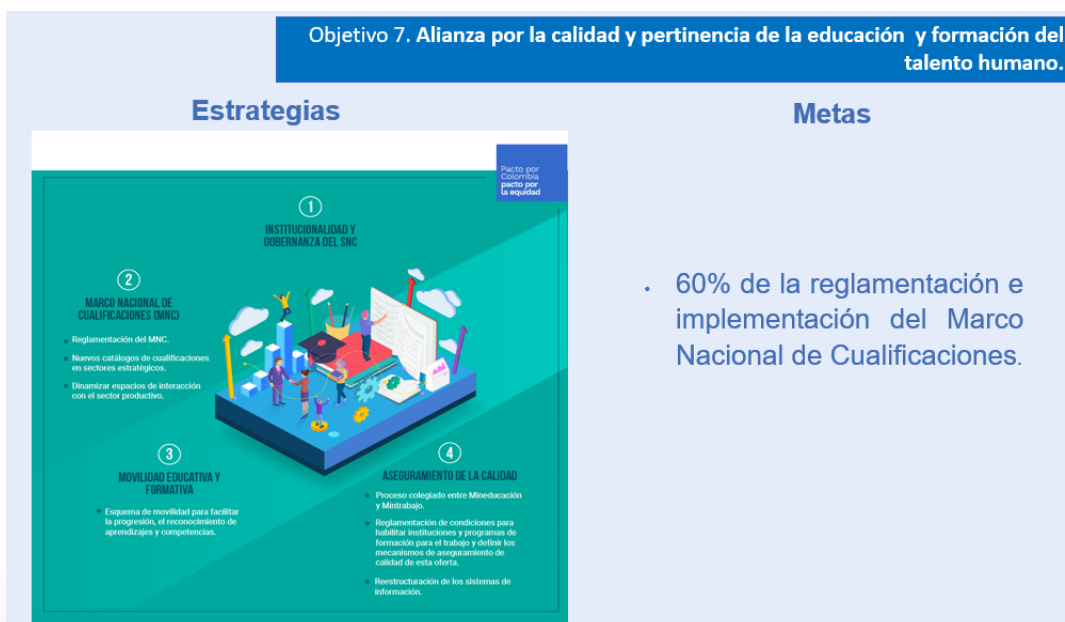 Objetivo 7. Alianza por la calidad y pertinencia de la educación y formación del
talento humano.
Estrategias
Metas
Pacto por
Colombia
pacto por
la equidad
1
INSTITUCIONALIDAD Y
GOBERNANZA DEL SNC
2
MARCO NACIONAL DE
CUALIFICACIONES (MNC)
Reglamentación del MNC.
Nuevos catálogos de cualificaciones
en sectores estratégicos.
Dinamizar espacios de interacción
con el sector productivo.
3
MOVILIDAD EDUCATIVA Y
FORMATIVA
Esquema de movilidad para facilitar
la progresión, el reconocimiento de
aprendizajes y competencias.
4
ASEGURAMIENTO DE LA CALIDAD
Proceso colegiado entre Mineducación
y Mintrabajo.
Reglamentación de condiciones para
habilitar instituciones y programas de
formación para el trabajo y definir los
mecanismos de aseguramiento de
calidad de esta oferta.
Reestructuración de los sistemas de
información.
60% de la reglamentación e
implementación del Marco
Nacional de Cualificaciones.